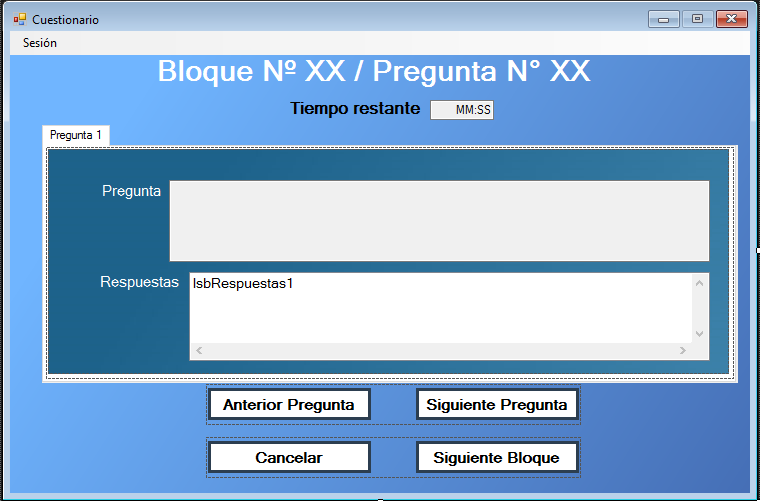 Cuestionario
Sesión
Bloque Nº XX / Pregunta N° XX
Tiempo restante MM:SS
Pregunta 1
Pregunta
Respuestas lsbRespuestas1
Anterior Pregunta Siguiente Pregunta
Cancelar Siguiente Bloque